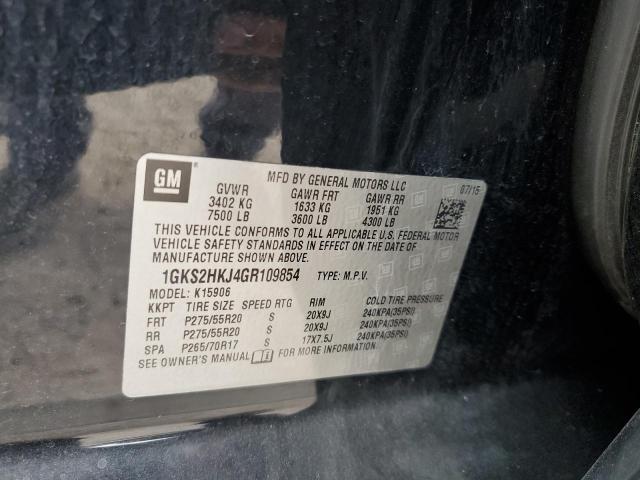 GM
MFD BY GENERAL MOTORS LLC 07/15
GVWR GAWR FRT GAWR RR
3402 KG 1633 KG 1951 KG
7500 LB 3600 LB 4300 LB
THIS VEHICLE CONFORMS TO ALL APPLICABLE U.S. FEDERAL MOTOR
VEHICLE SAFETY STANDARDS IN EFFECT ON THE DATE OF
MANUFACTURE SHOWN ABOVE.
1GKS2HKJ4GR109854 TYPE: M.P.V.
MODEL: K15906
KKPT TIRE SIZE SPEED RTG RIM COLD TIRE PRESSURE
FRT P275/55R20 S 20X9J 240KPA(35PSI)
RR P275/55R20 S 20X9J 240KPA(35PSI)
SPA P265/70R17 S 17X7.5J 240KPA(35PSI)
SEE OWNER'S MANUAL FOR MORE INFORMATION.